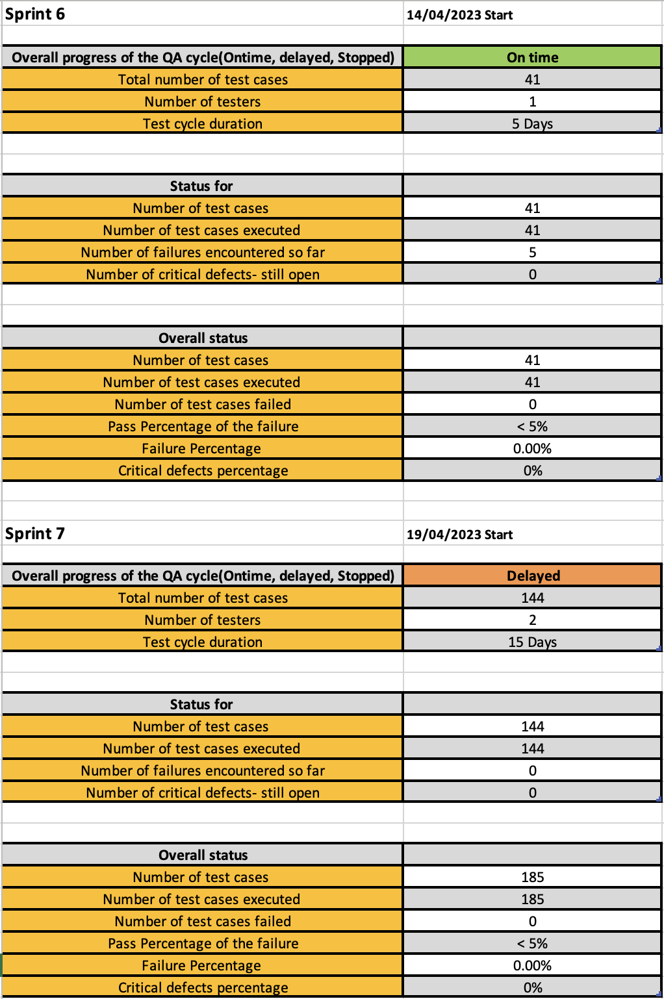 Sprint 6 14/04/2023 Start
Overall progress of the QA cycle(Ontime, delayed, Stopped) On time
Total number of test cases 41
Number of testers 1
Test cycle duration 5 Days
Status for
Number of test cases 41
Number of test cases executed 41
Number of failures encountered so far 5
Number of critical defects- still open 0
Overall status
Number of test cases 41
Number of test cases executed 41
Number of test cases failed 0
Pass Percentage of the failure < 5%
Failure Percentage 0.00%
Critical defects percentage 0%
Sprint 7 19/04/2023 Start
Overall progress of the QA cycle(Ontime, delayed, Stopped) Delayed
Total number of test cases 144
Number of testers 2
Test cycle duration 15 Days
Status for
Number of test cases 144
Number of test cases executed 144
Number of failures encountered so far 0
Number of critical defects- still open 0
Overall status
Number of test cases 185
Number of test cases executed 185
Number of test cases failed 0
Pass Percentage of the failure < 5%
Failure Percentage 0.00%
Critical defects percentage 0%